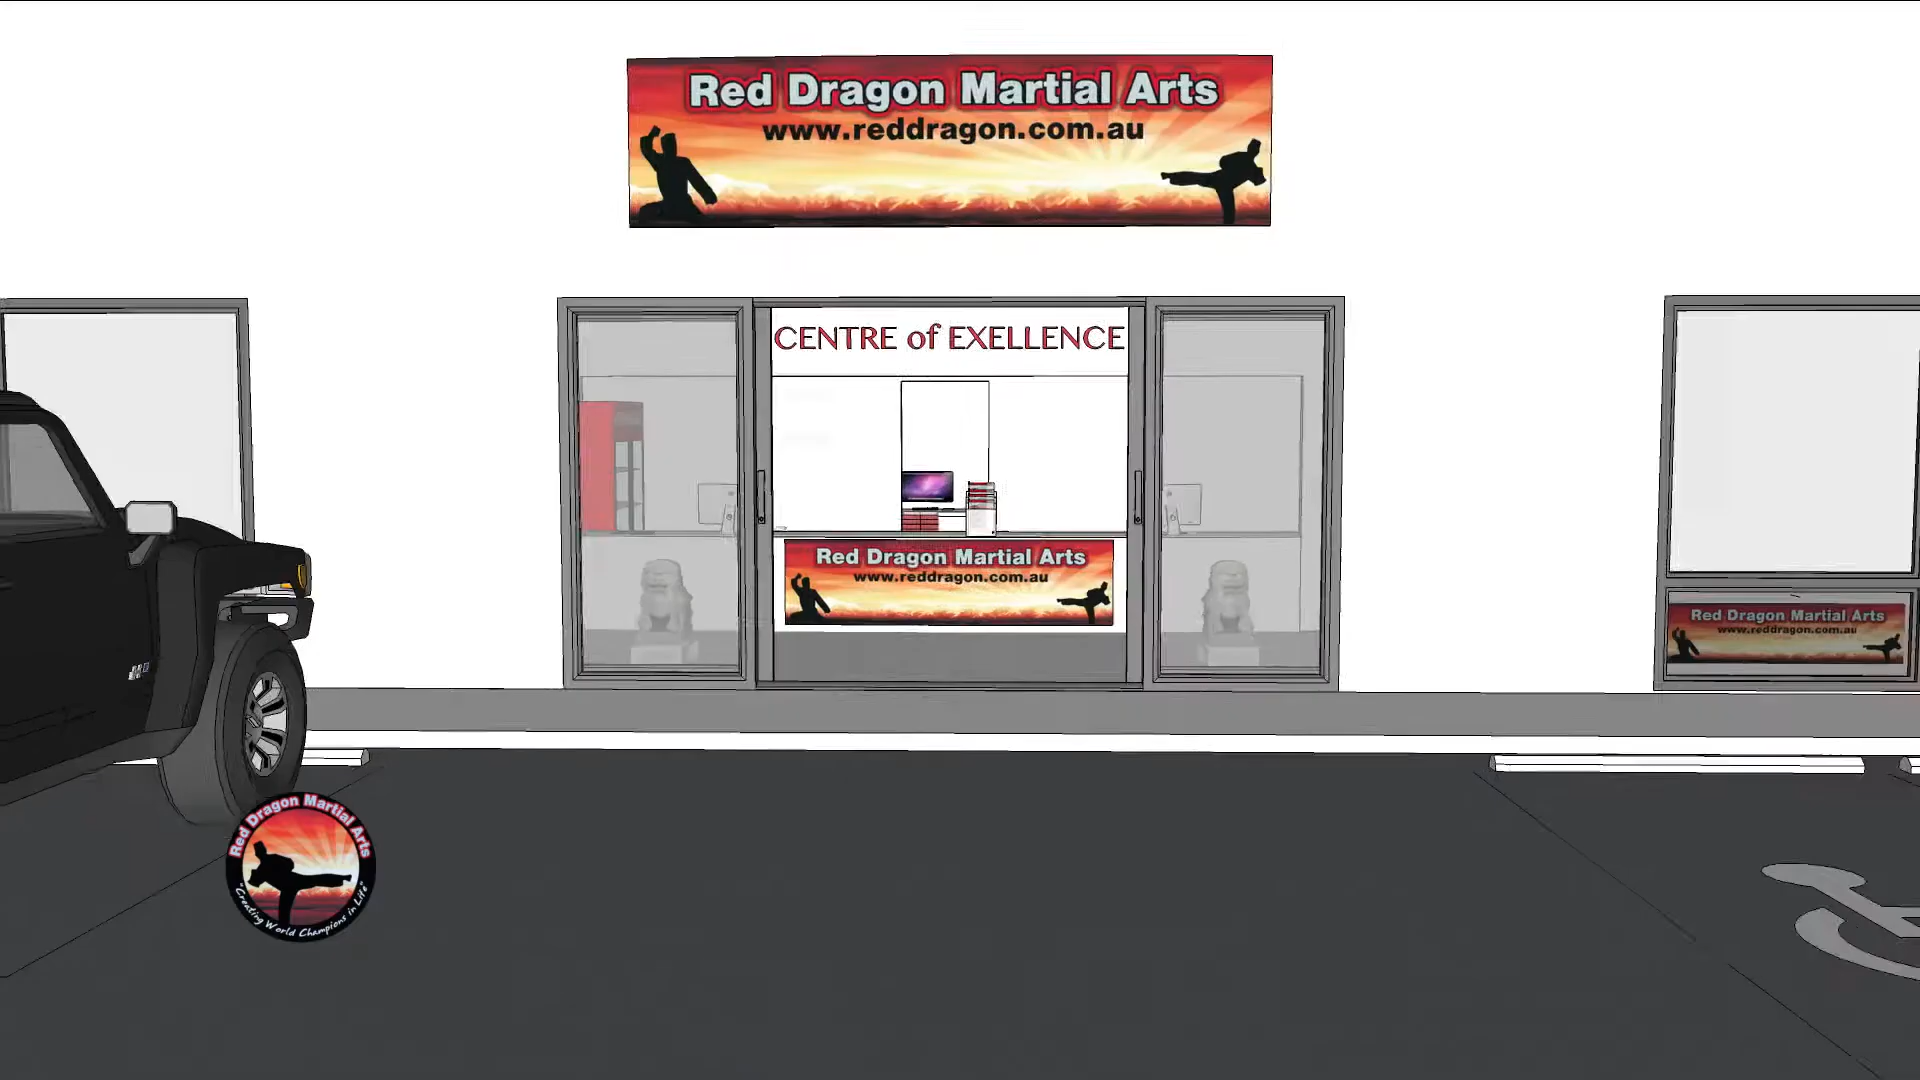 Red Dragon Martial Arts
www.reddragon.com.au
CENTRE of EXELLENCE
Red Dragon Martial Arts
www.reddragon.com.au
Red Dragon Martial Arts
www.reddragon.com.au
Red Dragon Martial Arts
"Creating World Champions in Life"